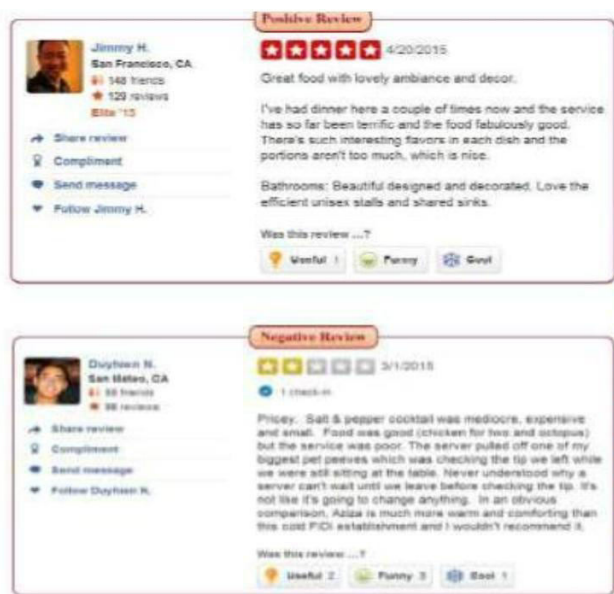 Positive Review
Jimmy H.
San Francisco, CA
148 friends
129 reviews
Elite '15
Share review
Compliment
Send message
Follow Jimmy H.
4/20/2015
Great food with lovely ambiance and decor.
I've had dinner here a couple of times now and the service
has so far been terrific and the food fabulously good.
There's such interesting flavors in each dish and the
portions aren't too much, which is nice.
Bathrooms: Beautiful designed and decorated. Love the
efficient unisex stalls and shared sinks.
Was this review ...?
Useful 1 Funny Cool
Negative Review
Duyhien N.
San Mateo, CA
friends
reviews
Share review
Compliment
Send message
Follow Duyhien N.
3/1/2015
1 check-in
Pricey. Salt & pepper cocktail was mediocre, expensive
and small. Food was good (chicken for two and octopus)
but the service was poor. The server pulled off one of my
biggest pet peeves which was checking the tip we left while
we were still sitting at the table. Never understood why a
server can't wait until we leave before checking the tip. It's
not like it's going to change anything. In an obvious
comparison, Aziza is much more warm and comforting than
this cold FiDi establishment and I wouldn't recommend it.
Was this review ...?
Useful 2 Funny 3 Cool 1